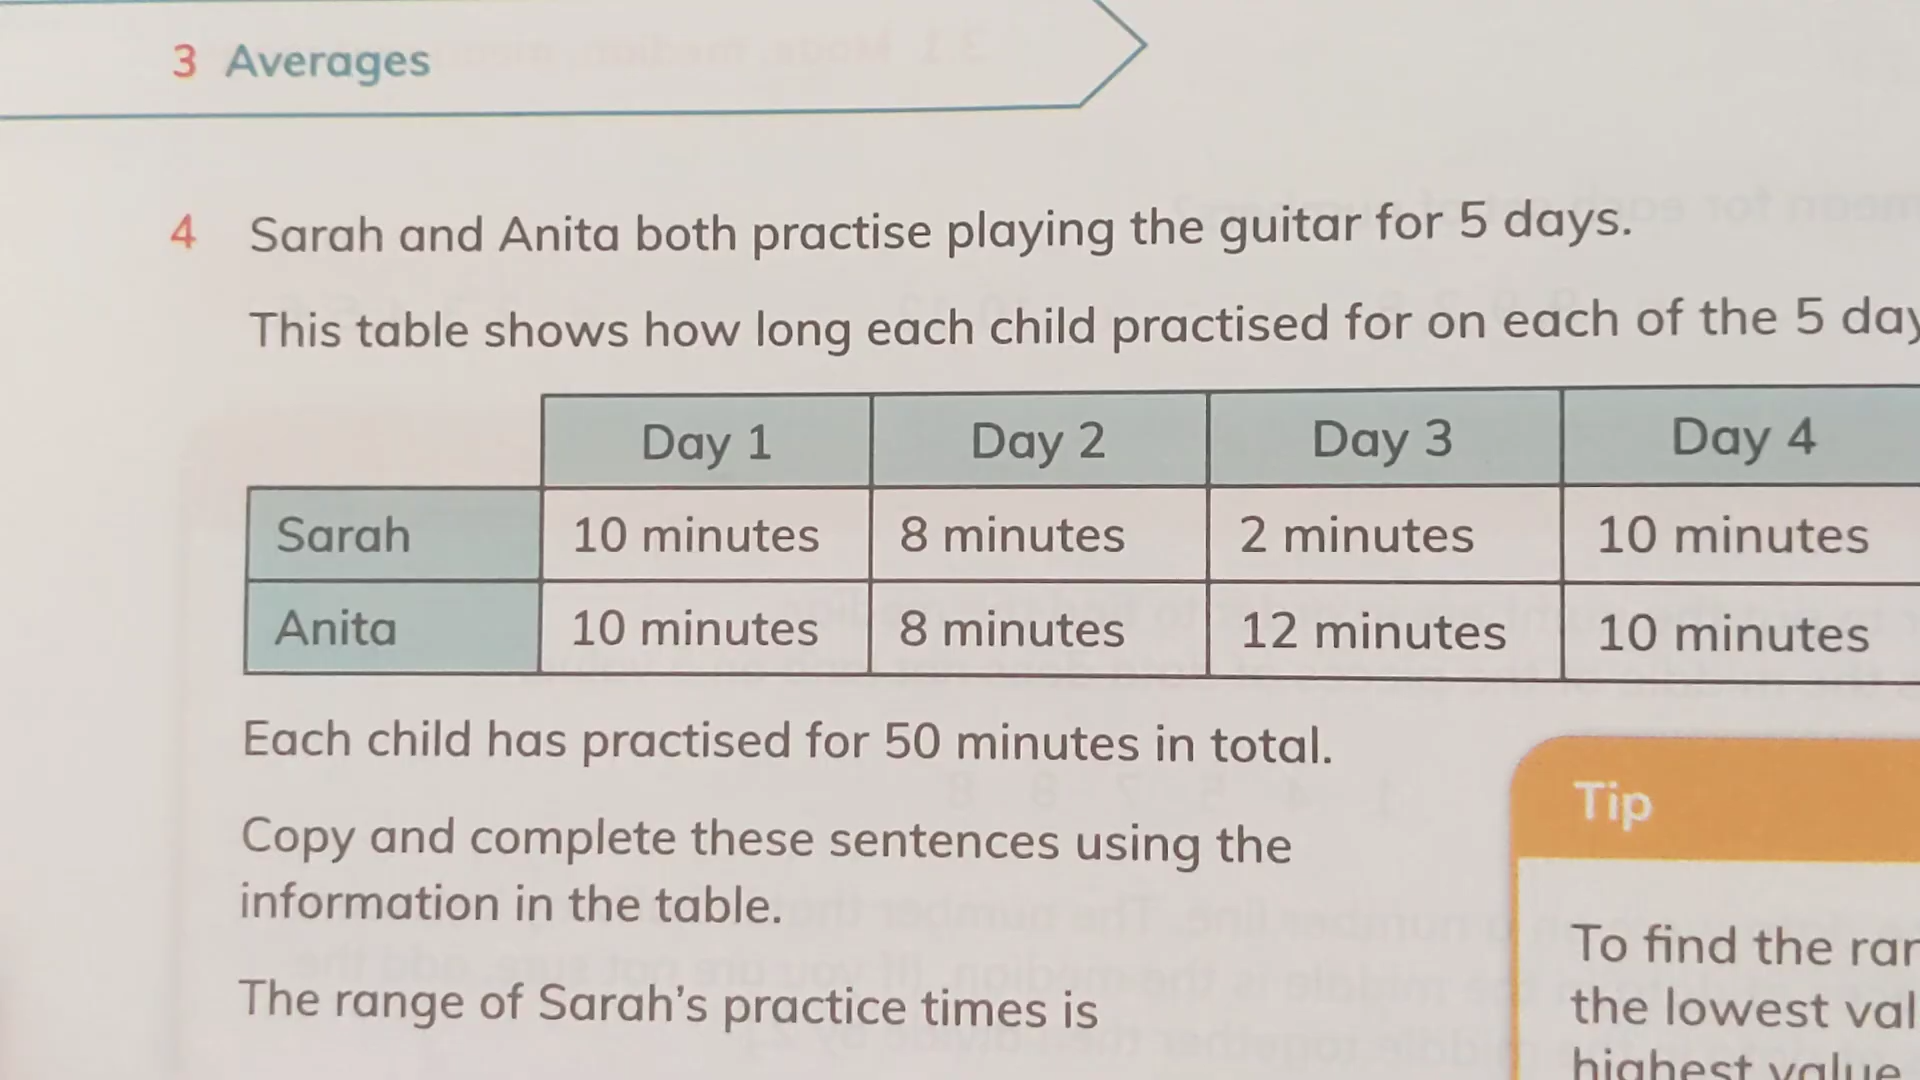 3 Averages
4 Sarah and Anita both practise playing the guitar for 5 days.
This table shows how long each child practised for on each of the 5 day
Day 1 Day 2 Day 3 Day 4
Sarah 10 minutes 8 minutes 2 minutes 10 minutes
Anita 10 minutes 8 minutes 12 minutes 10 minutes
Each child has practised for 50 minutes in total.
Copy and complete these sentences using the
information in the table.
The range of Sarah's practice times is
Tip
To find the
the lowest
highest value